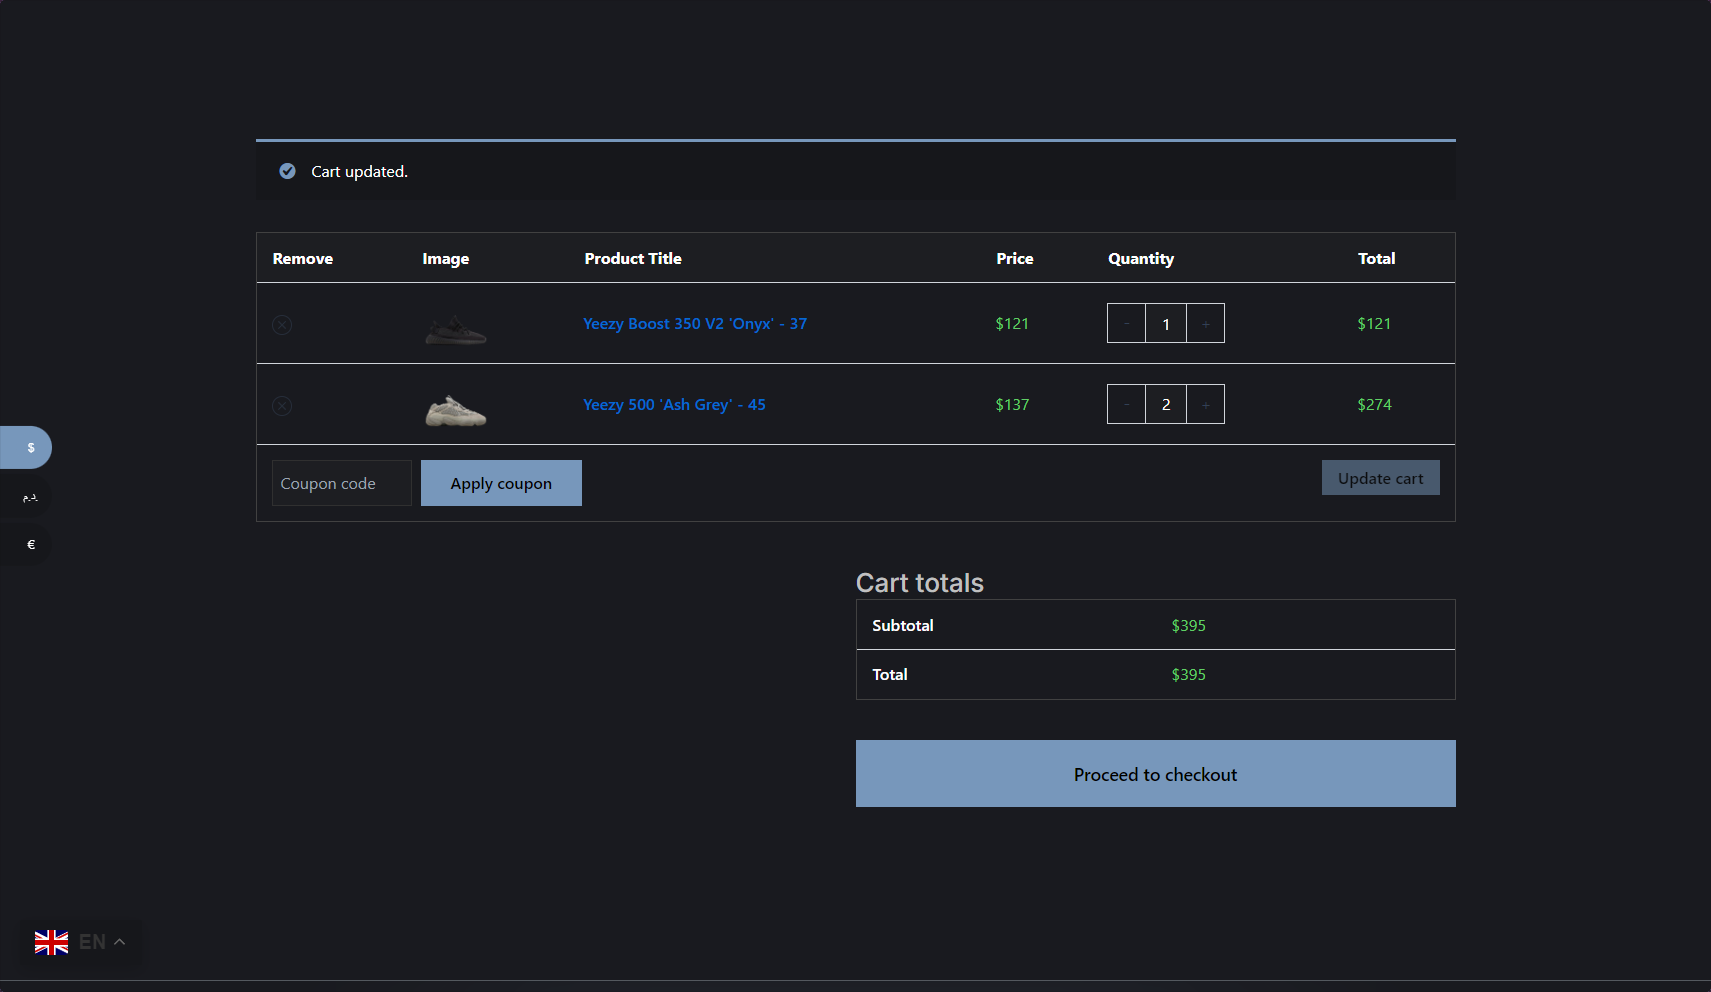 Cart updated.
Remove Image Product Title Price Quantity Total
Yeezy Boost 350 V2 'Onyx' - 37 $121 - 1 + $121
Yeezy 500 'Ash Grey' - 45 $137 - 2 + $274
Coupon code Apply coupon Update cart
$
د.م.
€
Cart totals
Subtotal $395
Total $395
Proceed to checkout
EN